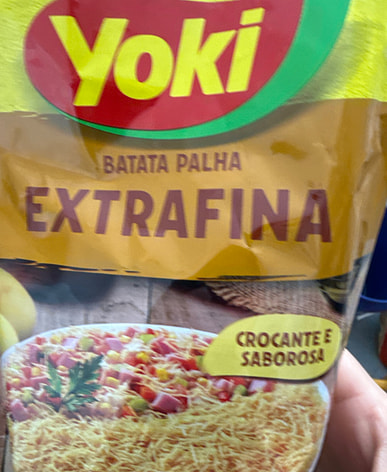 Yoki
BATATA PALHA
EXTRAFINA
CROCANTE E
SABOROSA